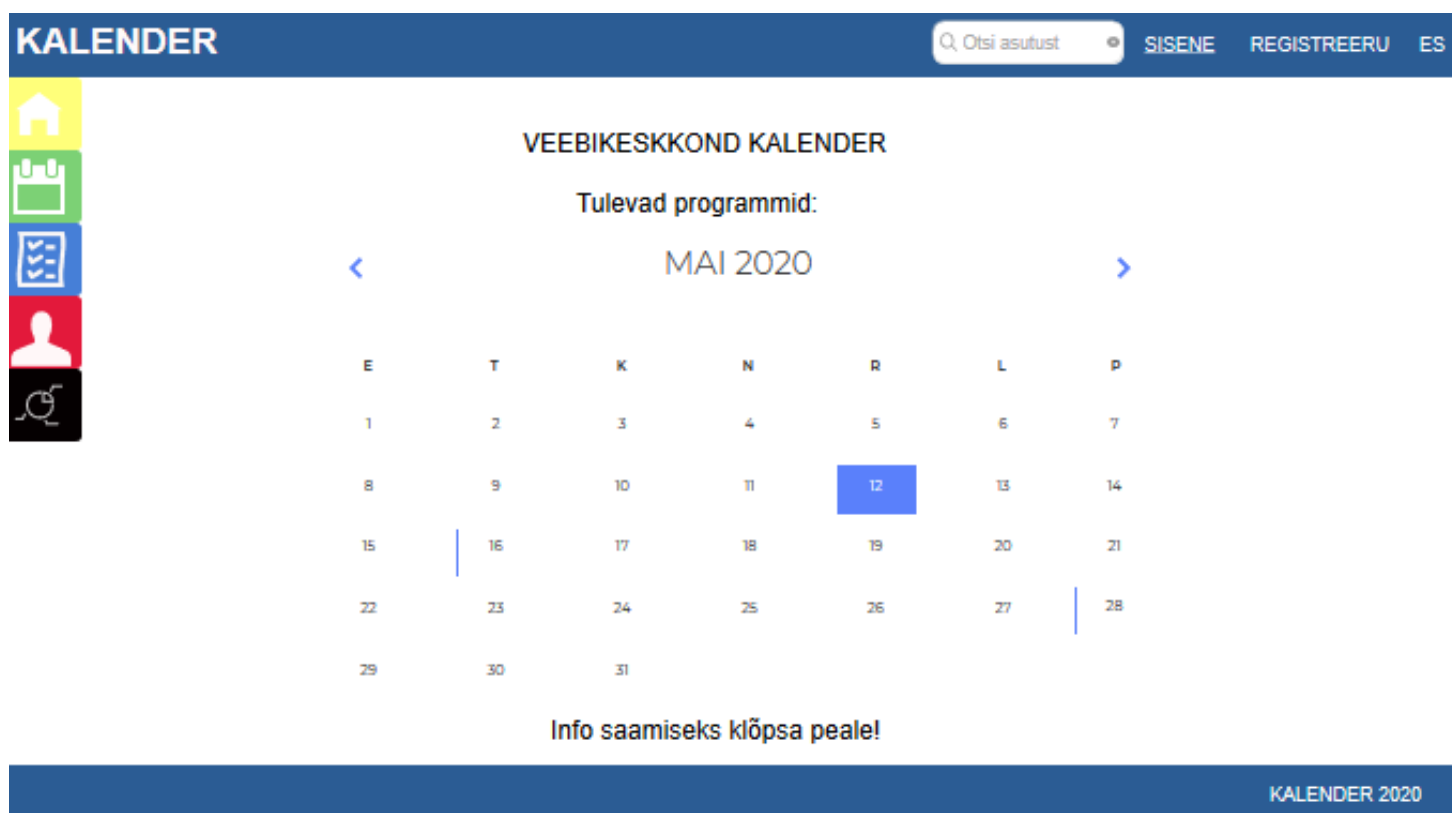 KALENDER Otsi asutust SISENE REGISTREERU ES
VEEBIKESKKOND KALENDER
Tulevad programmid:
MAI 2020
E T K N R L P
1 2 3 4 5 6 7
8 9 10 11 12 13 14
15 16 17 18 19 20 21
22 23 24 25 26 27 28
29 30 31
Info saamiseks klõpsa peale!
KALENDER 2020